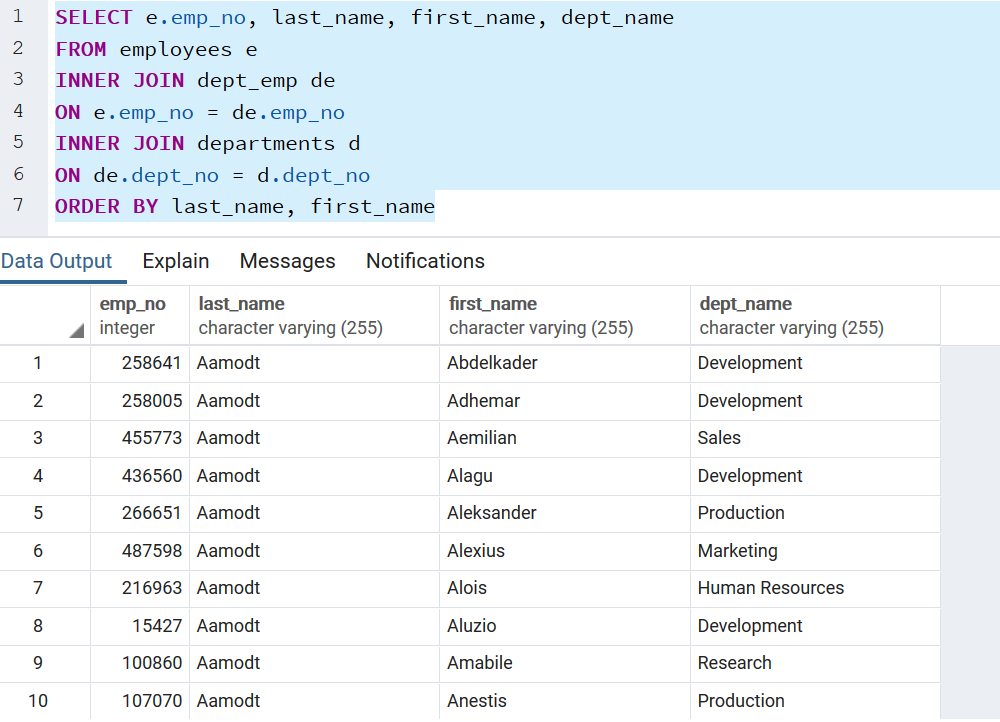 1 SELECT e.emp_no, last_name, first_name, dept_name
2 FROM employees e
3 INNER JOIN dept_emp de
4 ON e.emp_no = de.emp_no
5 INNER JOIN departments d
6 ON de.dept_no = d.dept_no
7 ORDER BY last_name, first_name
Data Output Explain Messages Notifications
emp_no last_name first_name dept_name
integer character varying (255) character varying (255) character varying (255)
1 258641 Aamodt Abdelkader Development
2 258005 Aamodt Adhemar Development
3 455773 Aamodt Aemilian Sales
4 436560 Aamodt Alagu Development
5 266651 Aamodt Aleksander Production
6 487598 Aamodt Alexius Marketing
7 216963 Aamodt Alois Human Resources
8 15427 Aamodt Aluzio Development
9 100860 Aamodt Amabile Research
10 107070 Aamodt Anestis Production